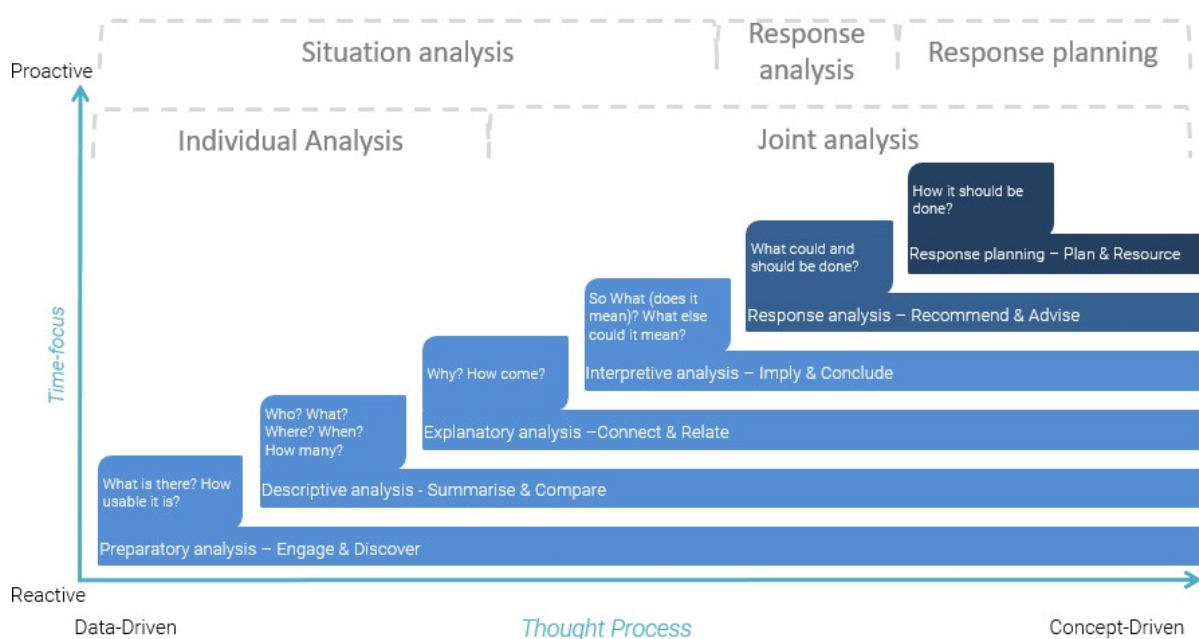 Situation analysis
Response
analysis
Response planning
Proactive
Individual Analysis
Joint analysis
How it should be
done?
Response planning – Plan & Resource
What could and
should be done?
Response analysis – Recommend & Advise
So What (does it
mean)? What else
could it mean?
Interpretive analysis – Imply & Conclude
Why? How come?
Explanatory analysis –Connect & Relate
Who? What?
Where? When?
How many?
Descriptive analysis - Summarise & Compare
What is there? How
usable it is?
Preparatory analysis – Engage & Discover
Time-focus
Reactive
Data-Driven
Thought Process
Concept-Driven